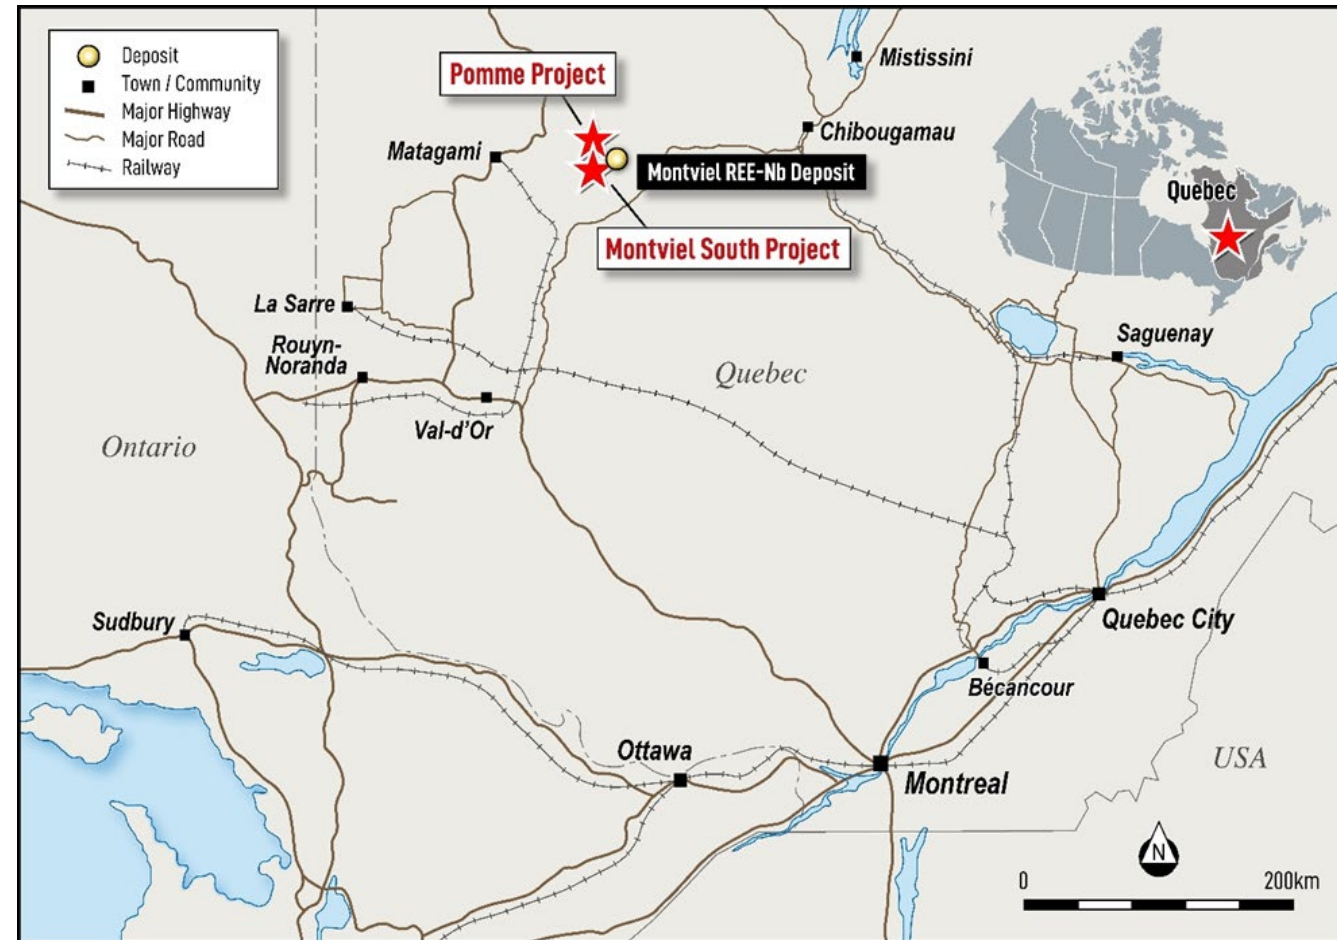 Deposit
Town / Community
Major Highway
Major Road
Railway
Pomme Project
Mistissini
Chibougamau
Matagami
Montviel REE-Nb Deposit
Quebec
Montviel South Project
La Sarre
Rouyn-
Noranda
Saguenay
Quebec
Val-d'Or
Ontario
Sudbury
Quebec City
Bécancour
Ottawa
Montreal
USA
N
0
200km